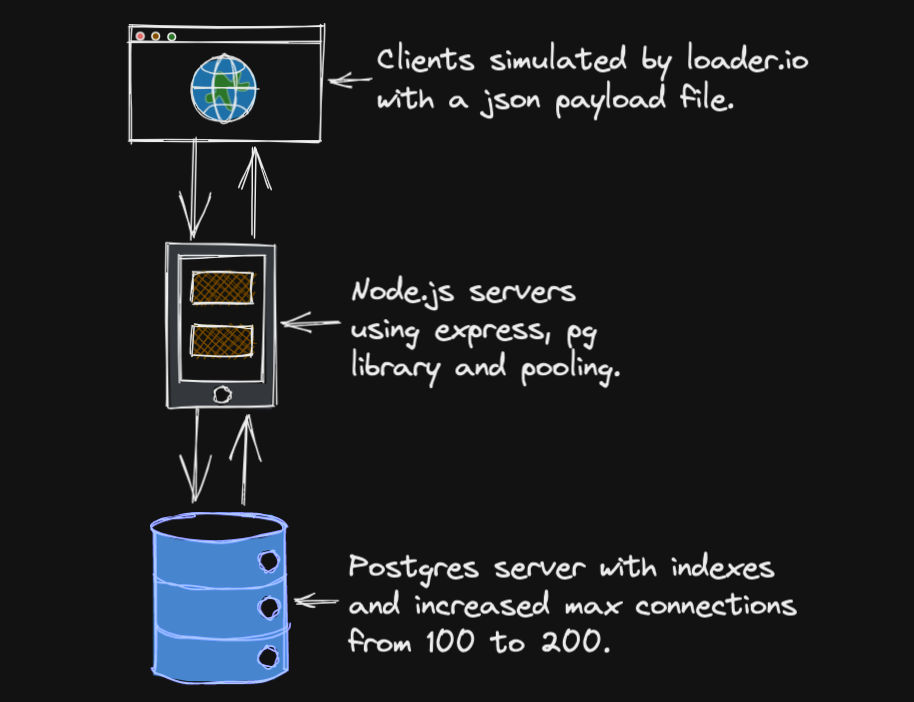 Clients simulated by loader.io
with a json payload file.
Node.js servers
using express, pg
library and pooling.
Postgres server with indexes
and increased max connections
from 100 to 200.